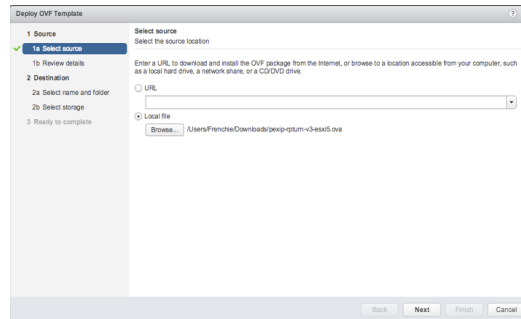 Deploy OVF Template
?
1 Source
1a Select source
1b Review details
2 Destination
2a Select name and folder
2b Select storage
3 Ready to complete
Select source
Select the source location
Enter a URL to download and install the OVF package from the Internet, or browse to a location accessible from your computer, such
as a local hard drive, a network share, or a CD/DVD drive.
URL
Local file
Browse... /Users/Frenchie/Downloads/pexip-rpturn-v3-esxi5.ova
Back Next Finish Cancel